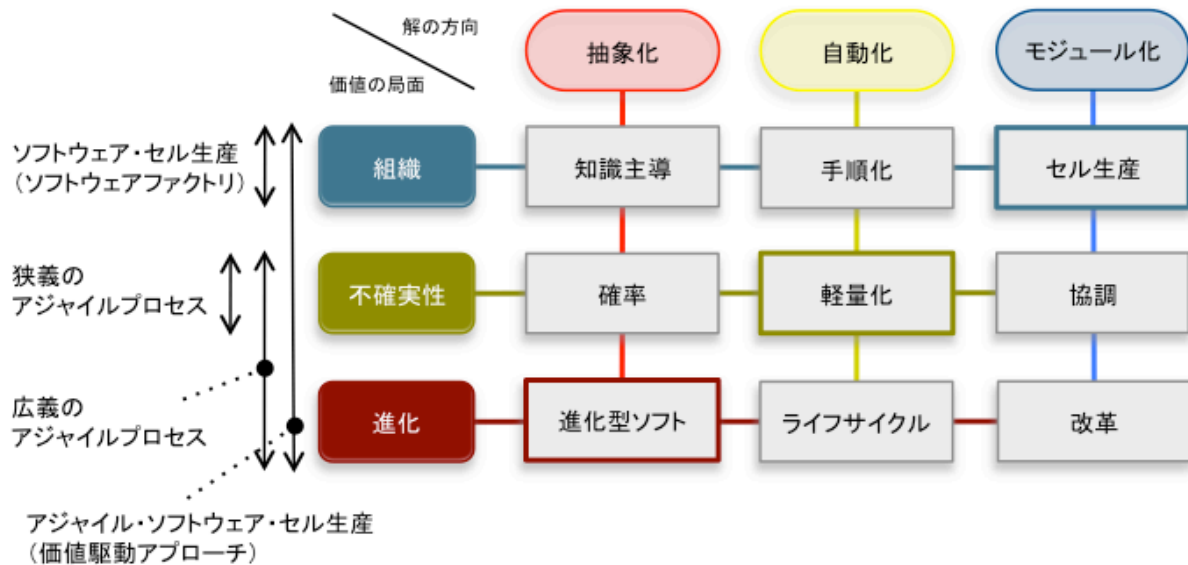 解の方向
価値の局面
抽象化
自動化
モジュール化
ソフトウェア・セル生産
(ソフトウェアファクトリ)
組織
知識主導
手順化
セル生産
狭義の
アジャイルプロセス
不確実性
確率
軽量化
協調
広義の
アジャイルプロセス
進化
進化型ソフト
ライフサイクル
改革
アジャイル・ソフトウェア・セル生産
(価値駆動アプローチ)